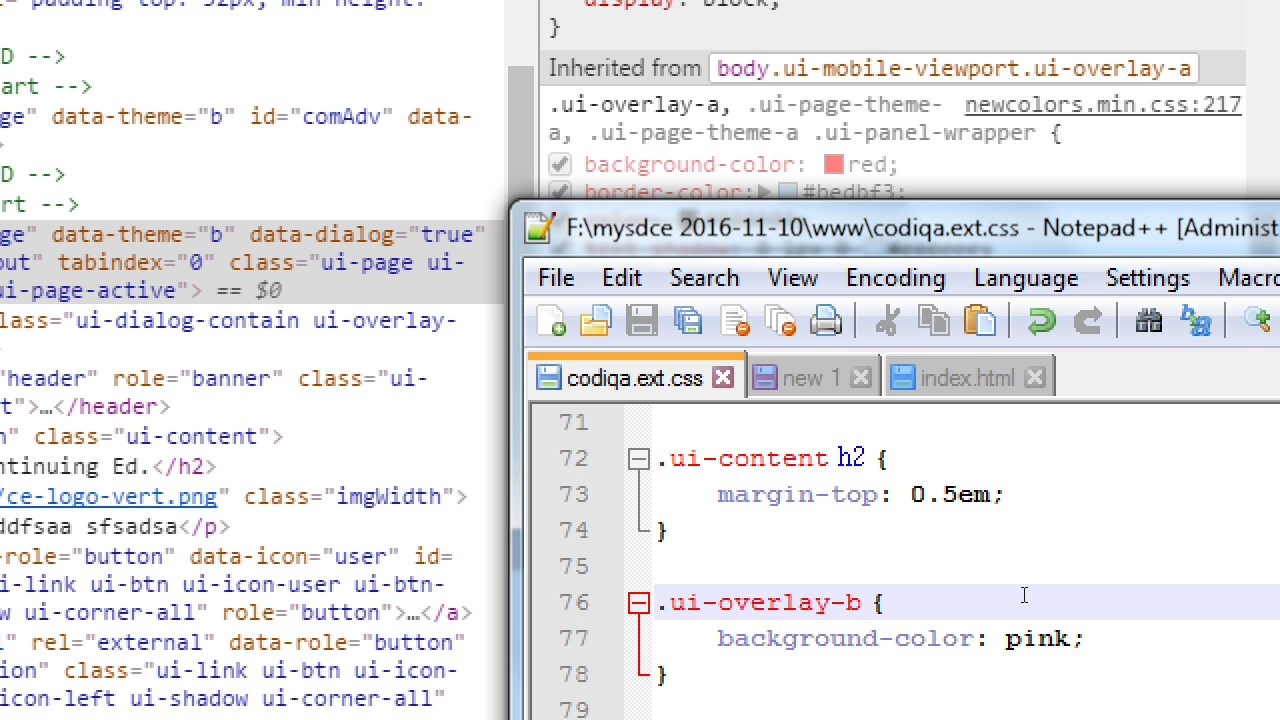 padding-top: 52px; min-height:
D -->
art -->
ge" data-theme="b" id="comAdv" data-
>
D -->
rt -->
ge" data-theme="b" data-dialog="true"
out" tabindex="0" class="ui-page ui-
ui-page-active"> == $0
lass="ui-dialog-contain ui-overlay-
"header" role="banner" class="ui-
t">…</header>
n" class="ui-content">
ntinuing Ed.</h2>
/ce-logo-vert.png" class="imgWidth">
ddfsaa sfsadsa</p>
-role="button" data-icon="user" id=
i-link ui-btn ui-icon-user ui-btn-
w ui-corner-all" role="button">…</a>
l" rel="external" data-role="button"
ion" class="ui-link ui-btn ui-icon-
icon-left ui-shadow ui-corner-all"
display: block;
}
Inherited from body.ui-mobile-viewport.ui-overlay-a
.ui-overlay-a, .ui-page-theme- newcolors.min.css:217
a, .ui-page-theme-a .ui-panel-wrapper {
background-color: red;
border-color: #bedbf3;
F:\mysdce 2016-11-10\www\codiqa.ext.css - Notepad++ [Administ
File Edit Search View Encoding Language Settings Macro
codiqa.ext.css new 1 index.html
71
72 .ui-content h2 {
73 margin-top: 0.5em;
74 }
75
76 .ui-overlay-b {
77 background-color: pink;
78 }
79